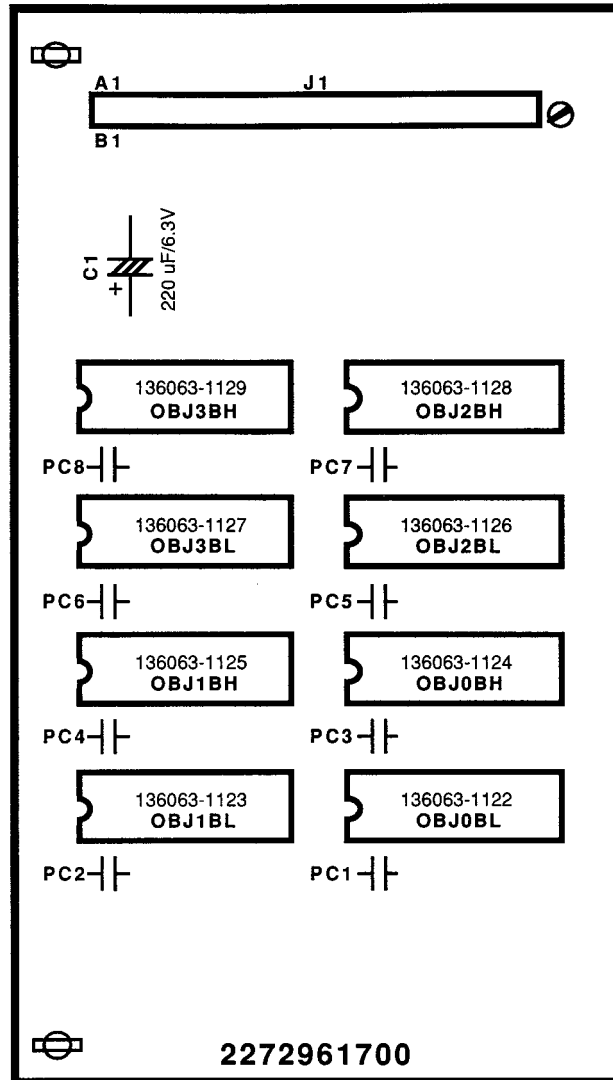 A1
J1
B1
C1
+
220 uF/6.3V
136063-1129
OBJ3BH
136063-1128
OBJ2BH
PC8
PC7
136063-1127
OBJ3BL
136063-1126
OBJ2BL
PC6
PC5
136063-1125
OBJ1BH
136063-1124
OBJ0BH
PC4
PC3
136063-1123
OBJ1BL
136063-1122
OBJ0BL
PC2
PC1
2272961700